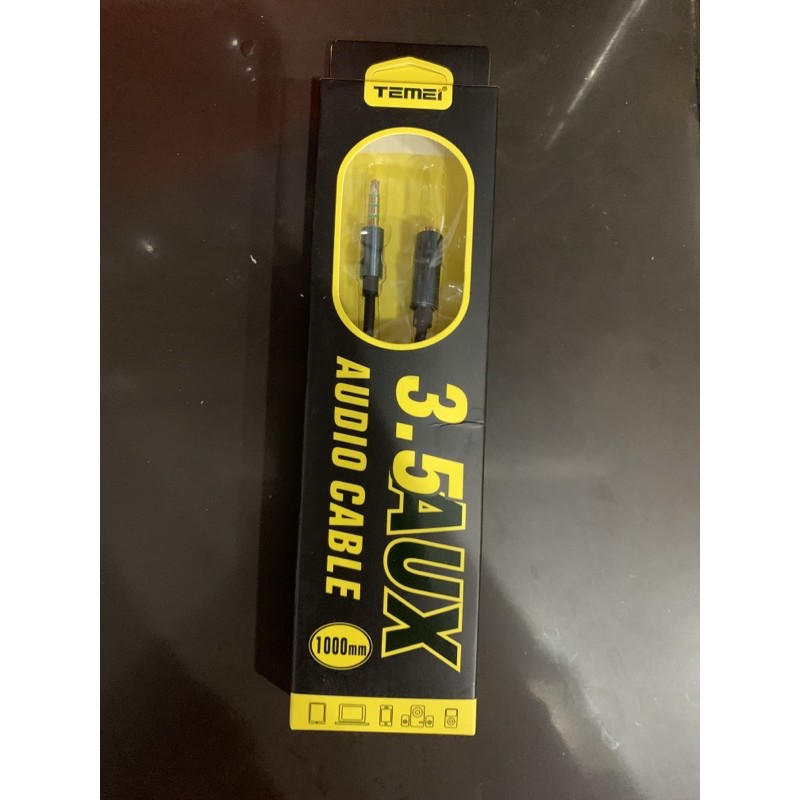 TEMEI®
3.5AUX
AUDIO CABLE
1000mm